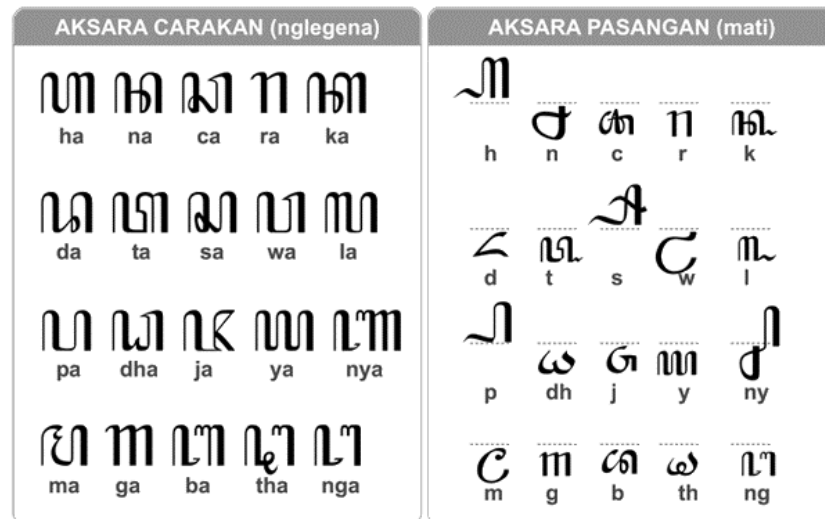 AKSARA CARAKAN (nglegena)
ꦲ ꦤ ꦕ ꦫ ꦏ
ha na ca ra ka
ꦢ ꦠ ꦱ ꦮ ꦭ
da ta sa wa la
ꦥ ꦝ ꦗ ꦪ ꦚ
pa dha ja ya nya
ꦩ ꦒ ꦧ ꦛ ꦔ
ma ga ba tha nga
AKSARA PASANGAN (mati)
꧀ꦲ ꧀ꦤ ꧀ꦕ ꧀ꦫ ꧀ꦏ
h n c r k
꧀ꦢ ꧀ꦠ ꧀ꦱ ꧀ꦮ ꧀ꦭ
d t s w l
꧀ꦥ ꧀ꦝ ꧀ꦗ ꧀ꦪ ꧀ꦚ
p dh j y ny
꧀ꦩ ꧀ꦒ ꧀ꦧ ꧀ꦛ ꧀ꦔ
m g b th ng